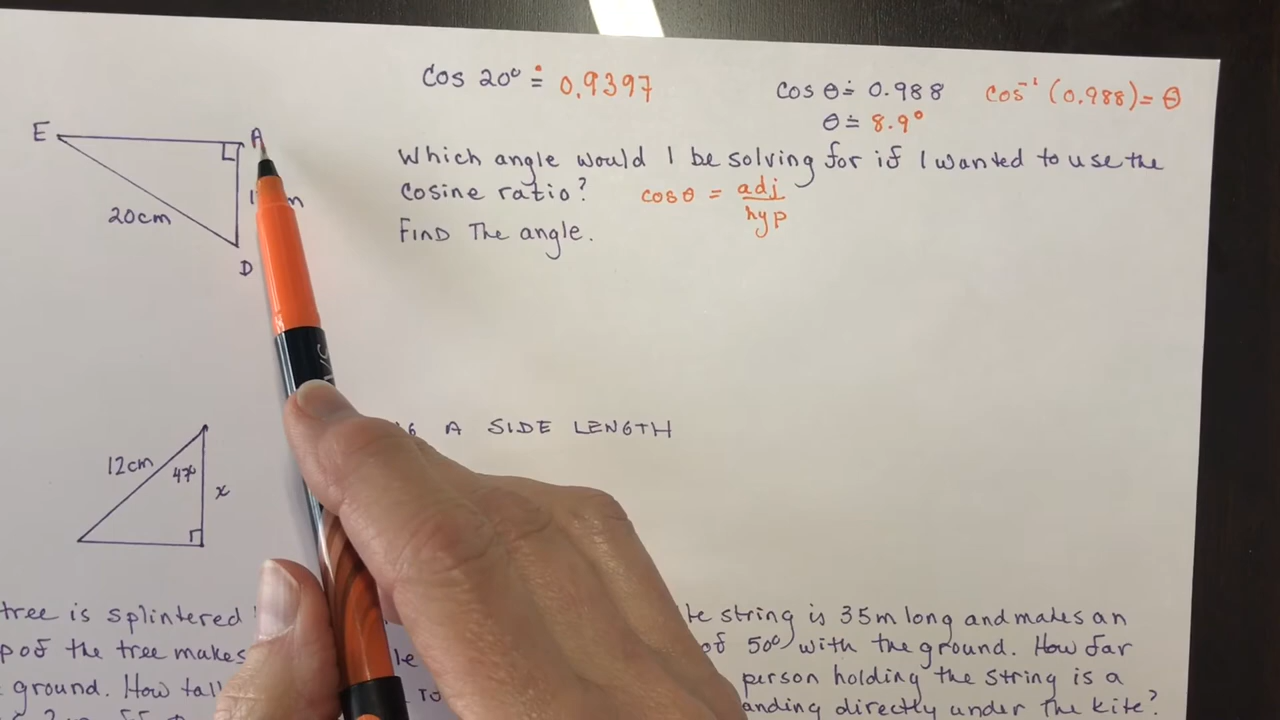 cos 20° ≐ 0.9397
cos θ ≐ 0.988
cos⁻¹ (0.988) = θ
θ ≐ 8.9°
E
A
20cm
D
Which angle would I be solving for if I wanted to use the
cosine ratio? cos θ = adj/hyp
Find The angle.
A SIDE LENGTH
12cm
47°
x
tree is splintered
of the tree makes
ground. How
string is 35m long and makes an
of 50° with the ground. How far
person holding the string is a
directly under the kite?